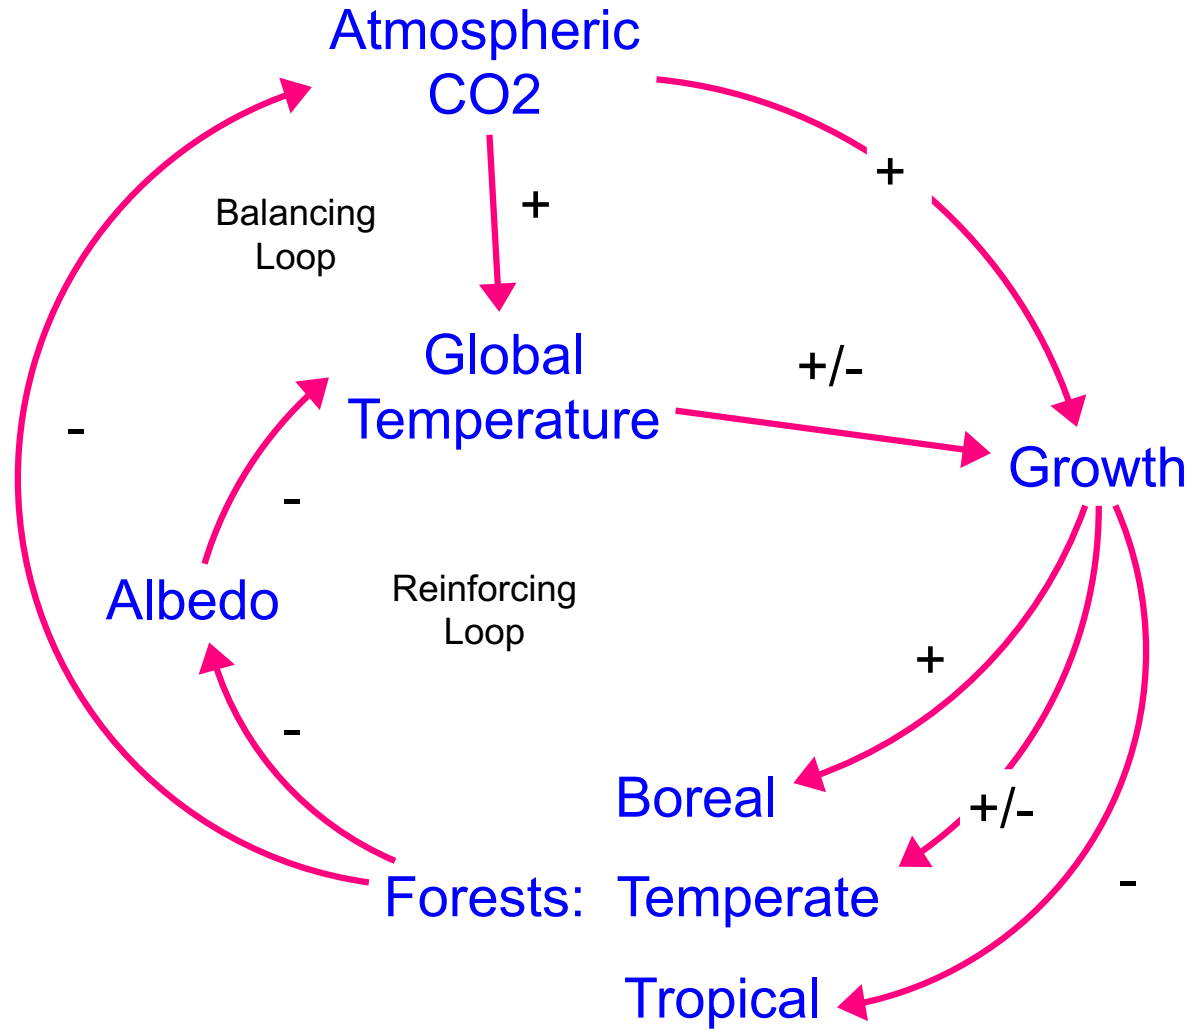 Atmospheric
CO2
+
+
Balancing
Loop
Global
Temperature
+/-
-
Growth
-
Albedo
Reinforcing
Loop
+
-
Boreal
+/-
Forests: Temperate
-
Tropical